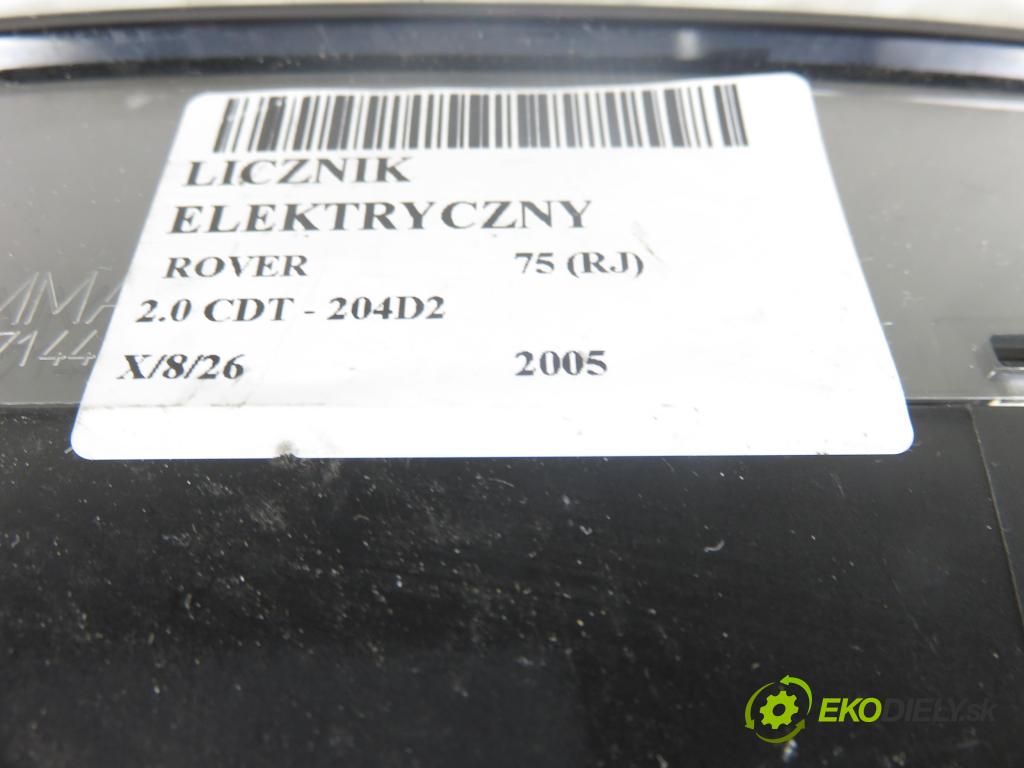 LICZNIK
ELEKTRYCZNY
ROVER 75 (RJ)
2.0 CDT - 204D2
X/8/26 2005
EKODIELY.sk